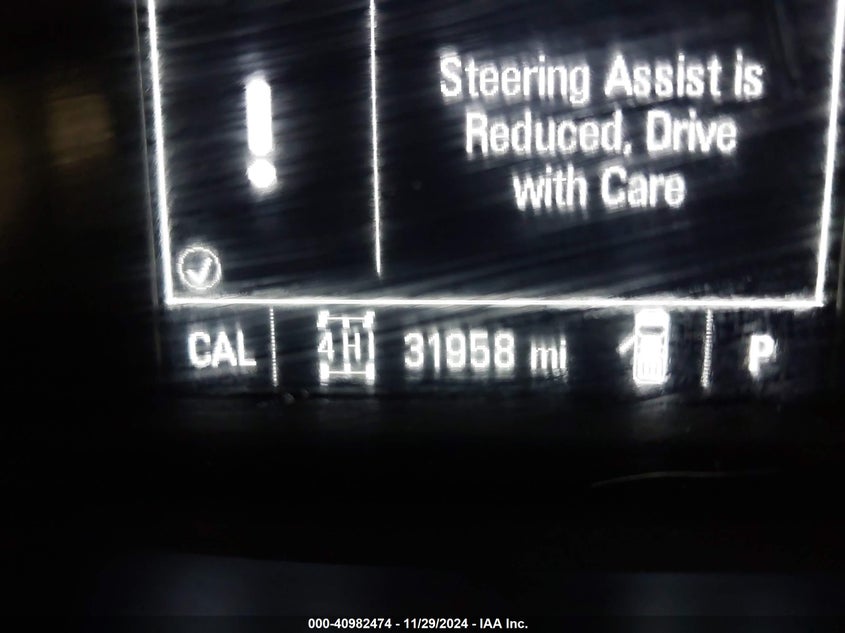 Steering Assist is
Reduced, Drive
with Care
CAL 4H 31958 mi P
000-40982474 - 11/29/2024 - IAA Inc.